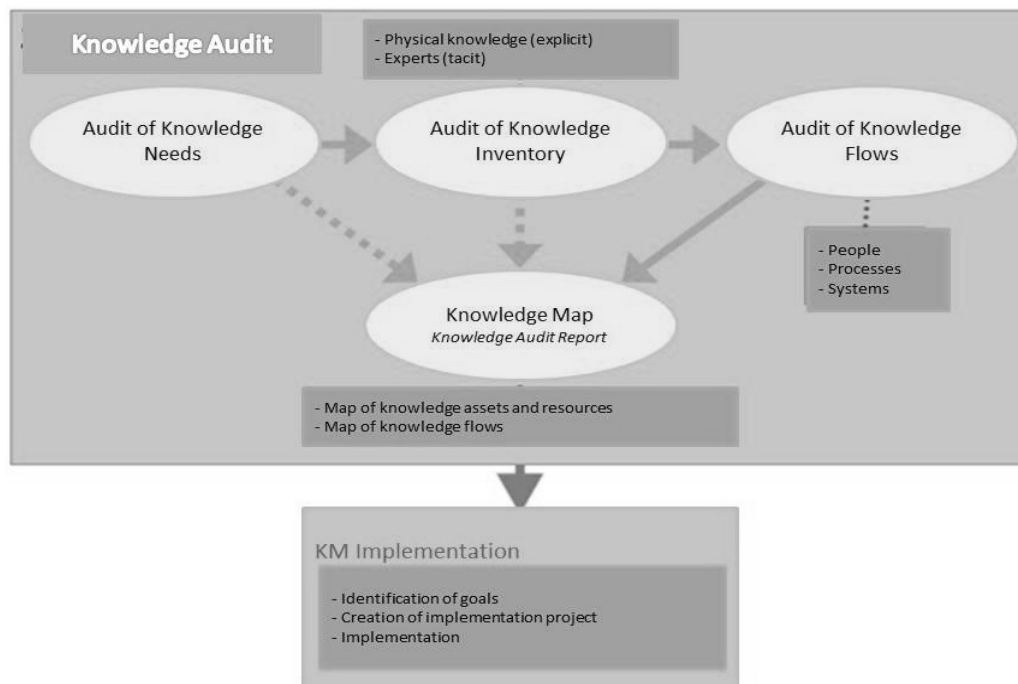 Knowledge Audit
- Physical knowledge (explicit)
- Experts (tacit)
Audit of Knowledge
Needs
Audit of Knowledge
Inventory
Audit of Knowledge
Flows
- People
- Processes
- Systems
Knowledge Map
Knowledge Audit Report
- Map of knowledge assets and resources
- Map of knowledge flows
KM Implementation
- Identification of goals
- Creation of implementation project
- Implementation